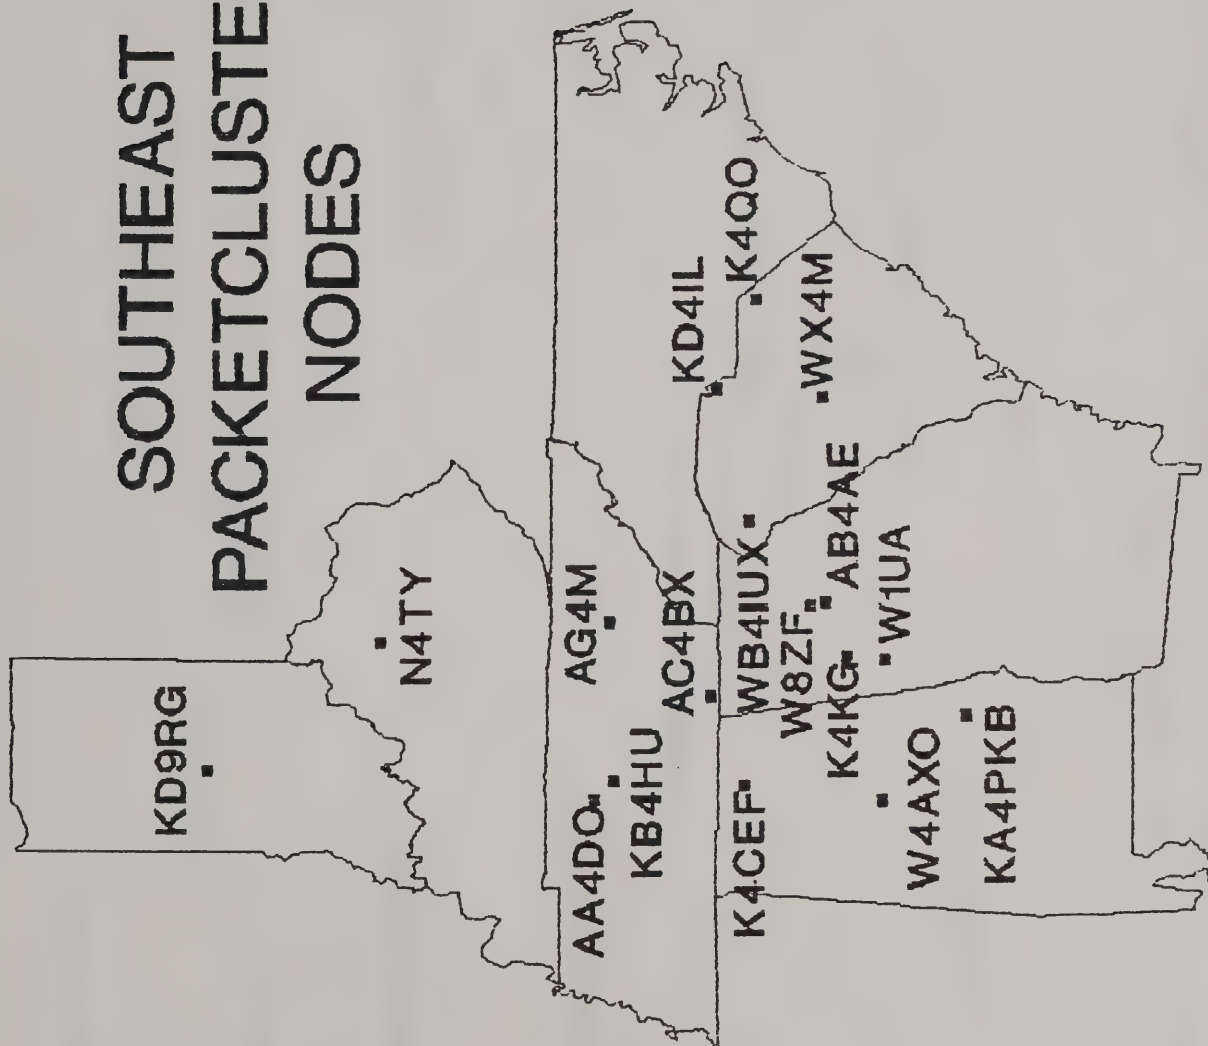 SOUTHEAST
PACKETCLUSTE
NODES
KD9RG
N4TY
AG4M
AA4DO
KB4HU
AC4BX
KD4IL
K4QO
K4CEF
WB4IUX
W8ZF
K4KG
AB4AE
WX4M
W1UA
W4AXO
KA4PKB